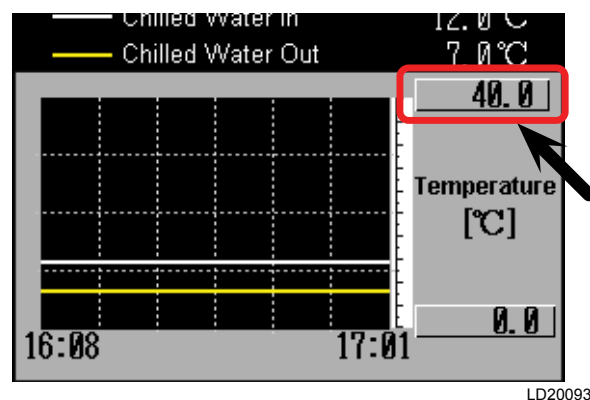 Chilled Water In 12.0℃
Chilled Water Out 7.0℃
40.0
Temperature
[℃]
0.0
16:08 17:01
LD20093